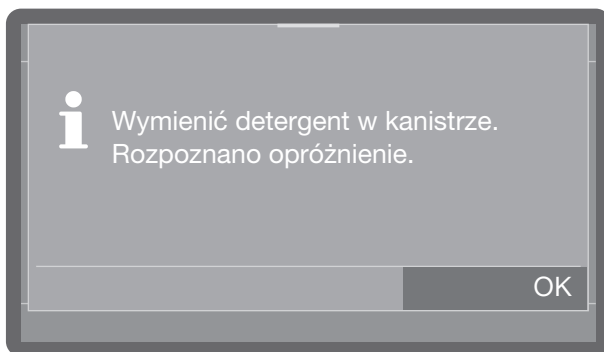 Wymienić detergent w kanistrze.
Rozpoznano opróżnienie.
OK